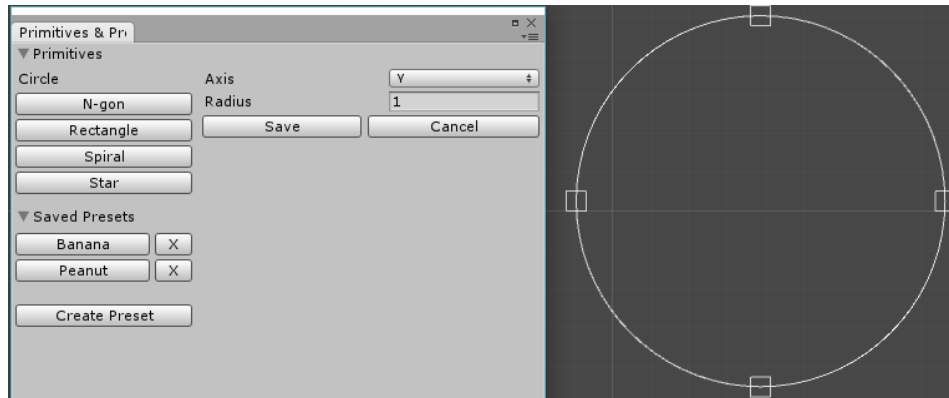 Primitives & Pr
Primitives
Circle
Axis
Y
N-gon
Radius
1
Rectangle
Save
Cancel
Spiral
Star
Saved Presets
Banana
X
Peanut
X
Create Preset